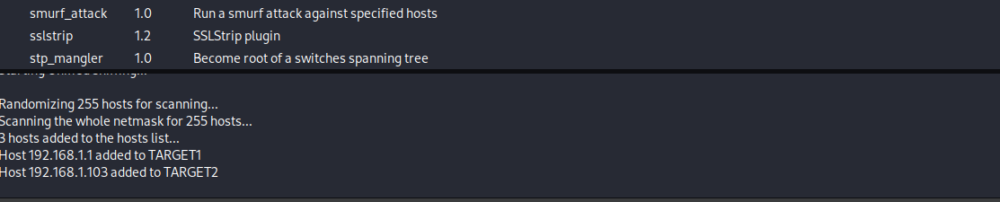 smurf_attack 1.0 Run a smurf attack against specified hosts
sslstrip 1.2 SSLStrip plugin
stp_mangler 1.0 Become root of a switches spanning tree
Starting Unified sniffing...
Randomizing 255 hosts for scanning...
Scanning the whole netmask for 255 hosts...
3 hosts added to the hosts list...
Host 192.168.1.1 added to TARGET1
Host 192.168.1.103 added to TARGET2